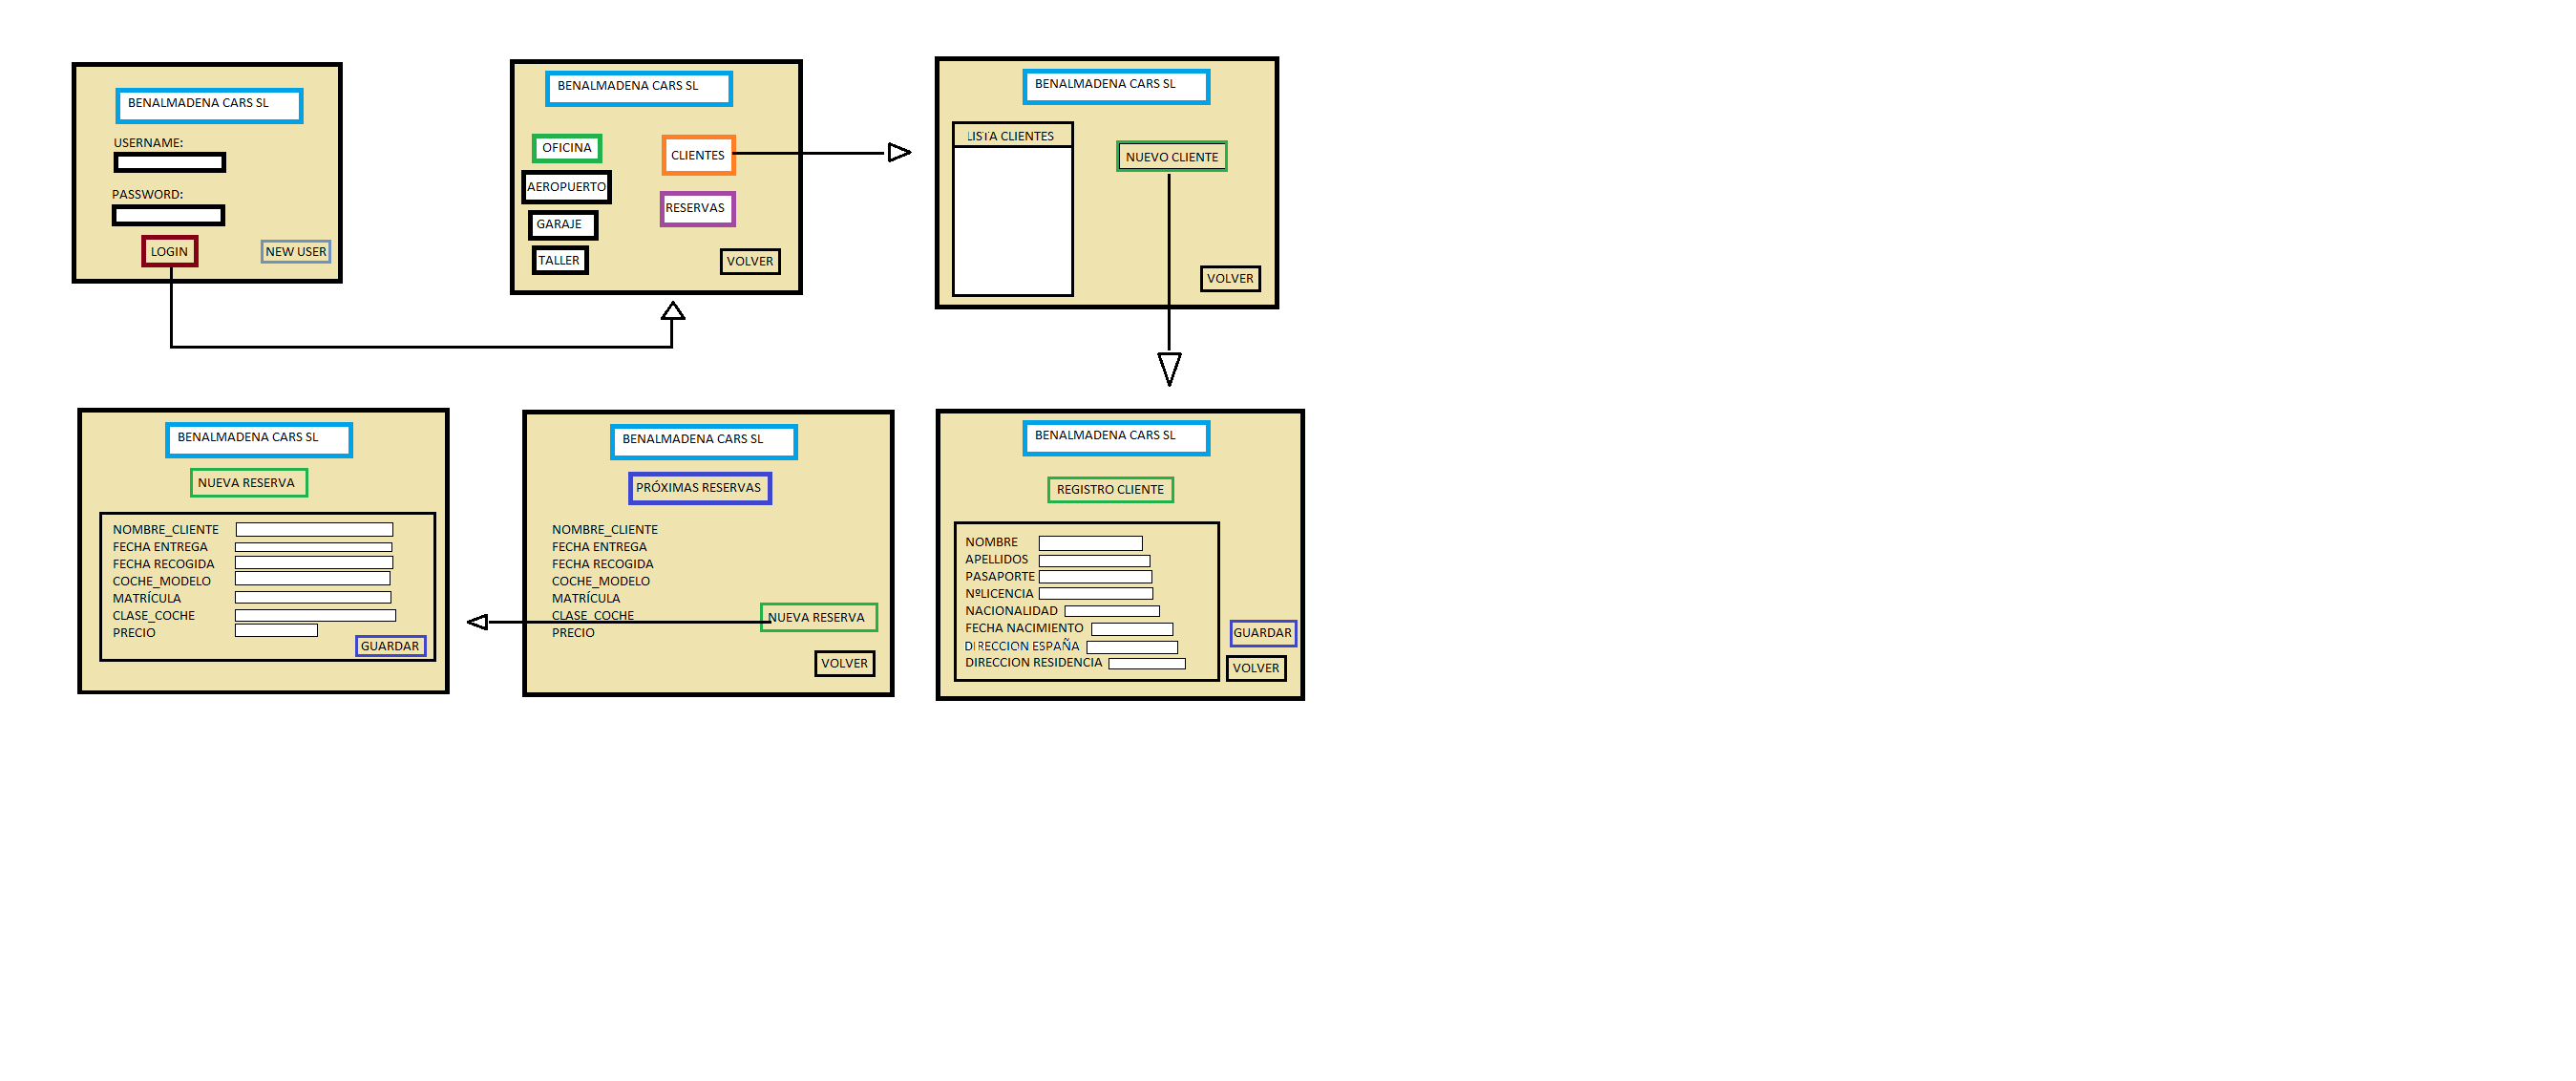 BENALMADENA CARS SL
USERNAME:
PASSWORD:
LOGIN
NEW USER
BENALMADENA CARS SL
OFICINA
AEROPUERTO
GARAJE
TALLER
CLIENTES
RESERVAS
VOLVER
BENALMADENA CARS SL
LISTA CLIENTES
NUEVO CLIENTE
VOLVER
BENALMADENA CARS SL
NUEVA RESERVA
NOMBRE_CLIENTE
FECHA ENTREGA
FECHA RECOGIDA
COCHE_MODELO
MATRÍCULA
CLASE_COCHE
PRECIO
GUARDAR
BENALMADENA CARS SL
PRÓXIMAS RESERVAS
NOMBRE_CLIENTE
FECHA ENTREGA
FECHA RECOGIDA
COCHE_MODELO
MATRÍCULA
CLASE_COCHE
PRECIO
NUEVA RESERVA
VOLVER
BENALMADENA CARS SL
REGISTRO CLIENTE
NOMBRE
APELLIDOS
PASAPORTE
NºLICENCIA
NACIONALIDAD
FECHA NACIMIENTO
DIRECCION ESPAÑA
DIRECCION RESIDENCIA
GUARDAR
VOLVER